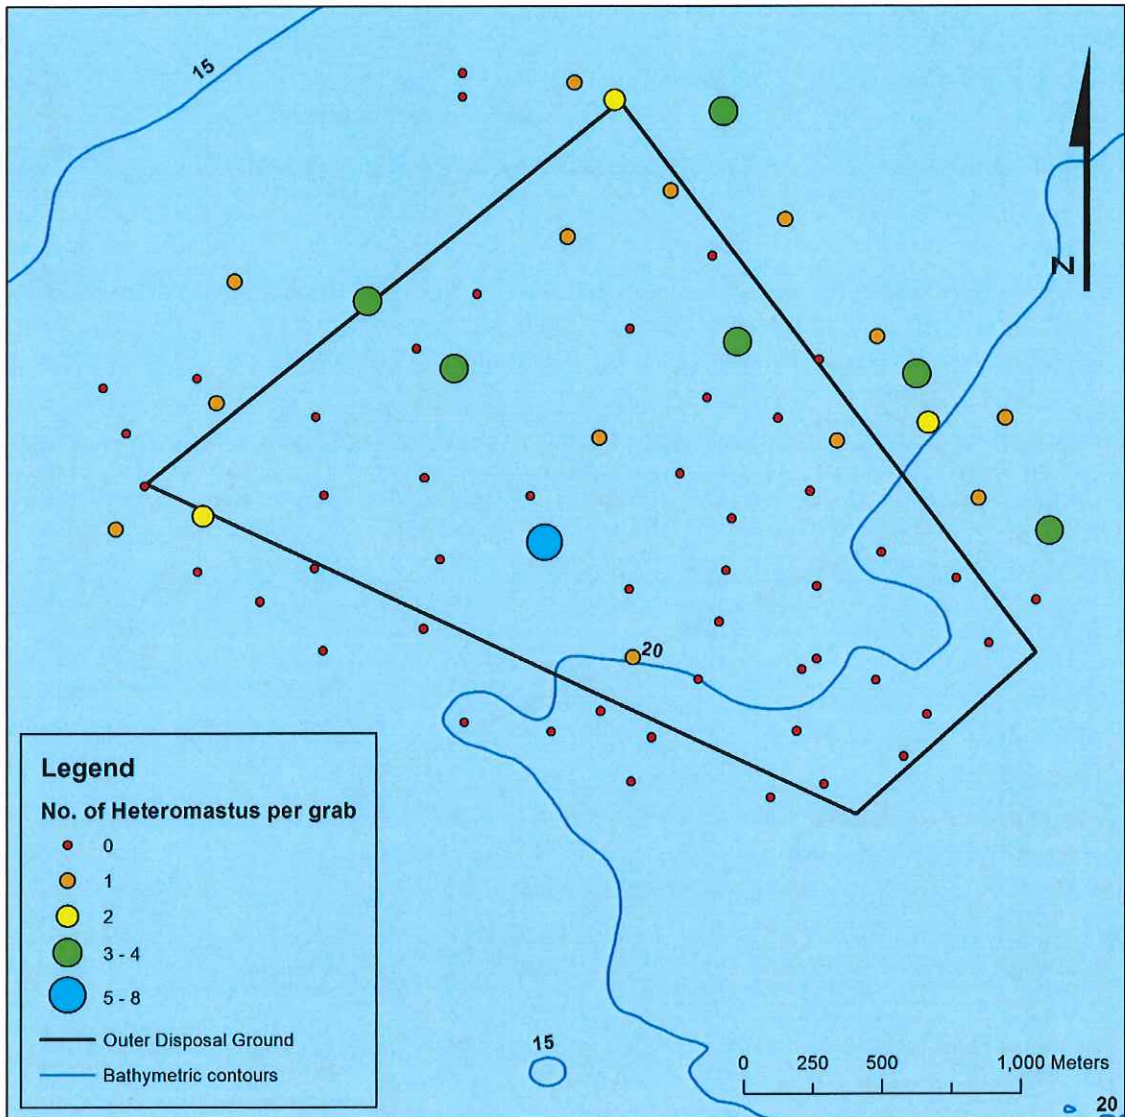 15
N
20
Legend
No. of Heteromastus per grab
0
1
2
3 - 4
5 - 8
Outer Disposal Ground
Bathymetric contours
15
0 250 500 1,000 Meters
20